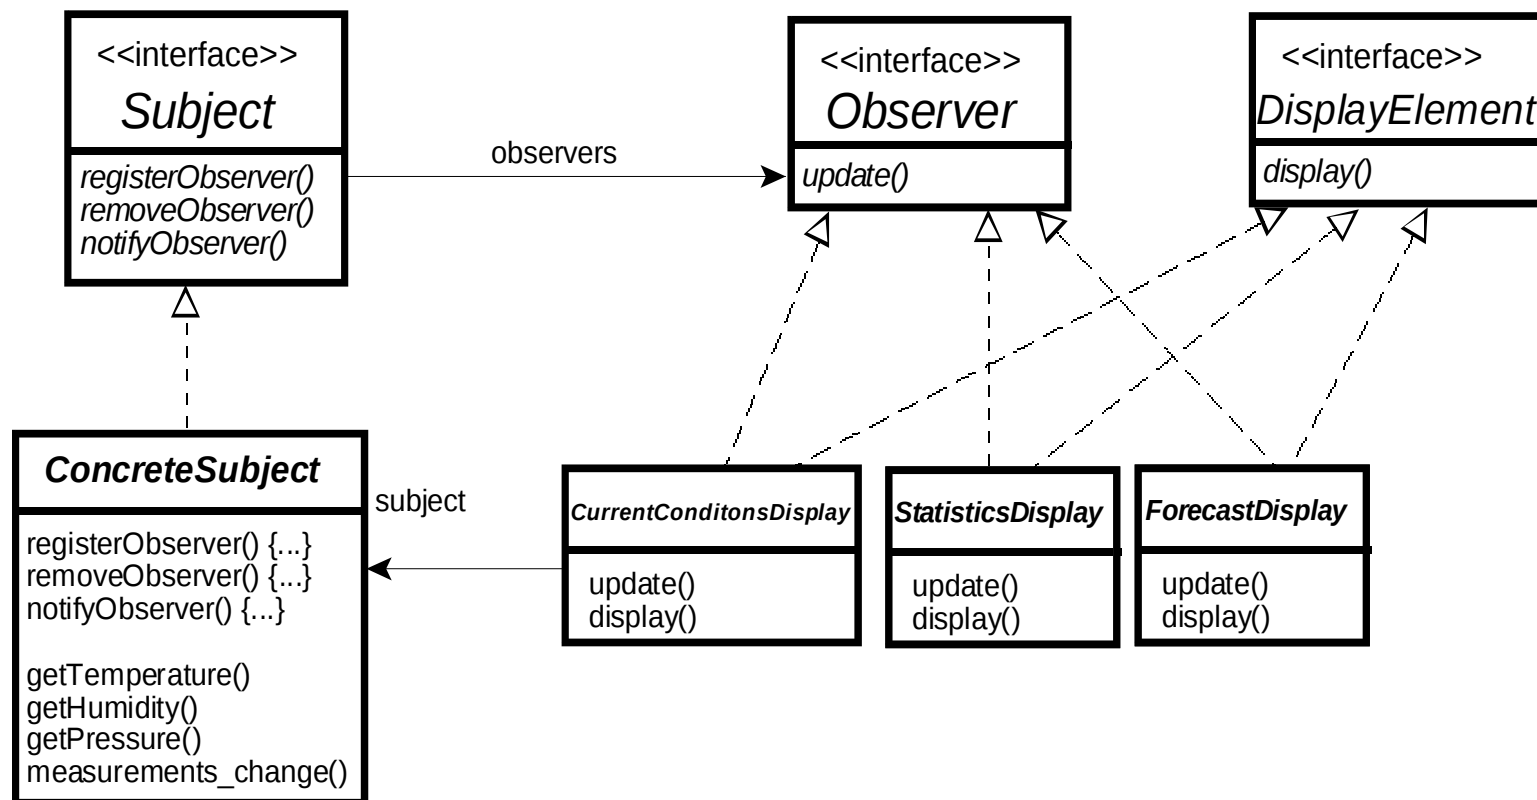 <<interface>>
Subject
registerObserver()
removeObserver()
notifyObserver()
observers
<<interface>>
Observer
update()
<<interface>>
DisplayElement
display()
ConcreteSubject
registerObserver() {...}
removeObserver() {...}
notifyObserver() {...}
getTemperature()
getHumidity()
getPressure()
measurements_change()
subject
CurrentConditonsDisplay
update()
display()
StatisticsDisplay
update()
display()
ForecastDisplay
update()
display()